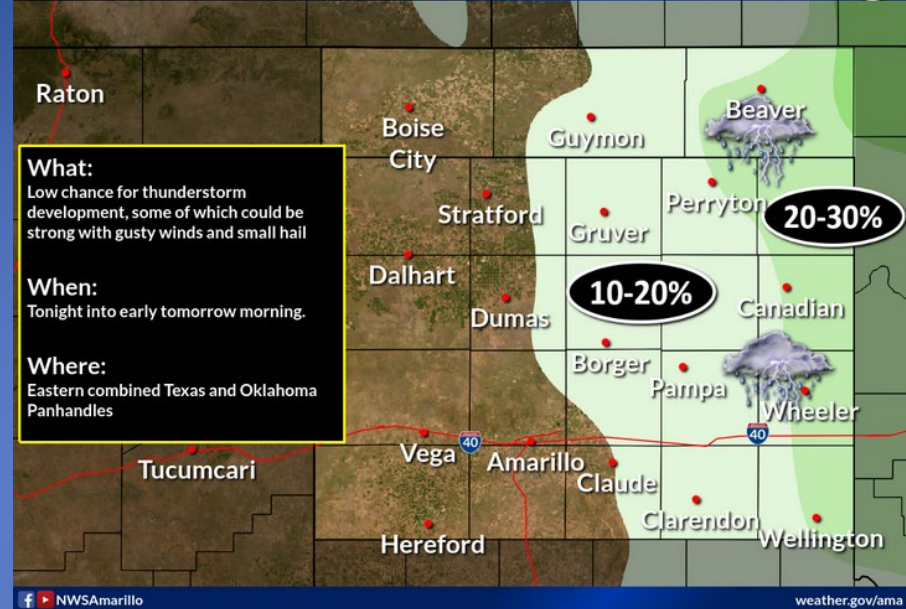 Raton
Boise
City
Guymon
Beaver
What:
Low chance for thunderstorm
development, some of which could be
strong with gusty winds and small hail
When:
Tonight into early tomorrow morning.
Where:
Eastern combined Texas and Oklahoma
Panhandles
Stratford
Gruver
Perryton
20-30%
Dalhart
Dumas
10-20%
Canadian
Borger
Pampa
Wheeler
Vega
40
Amarillo
40
Tucumcari
Claude
Clarendon
Wellington
Hereford
NWSAmarillo
weather.gov/ama